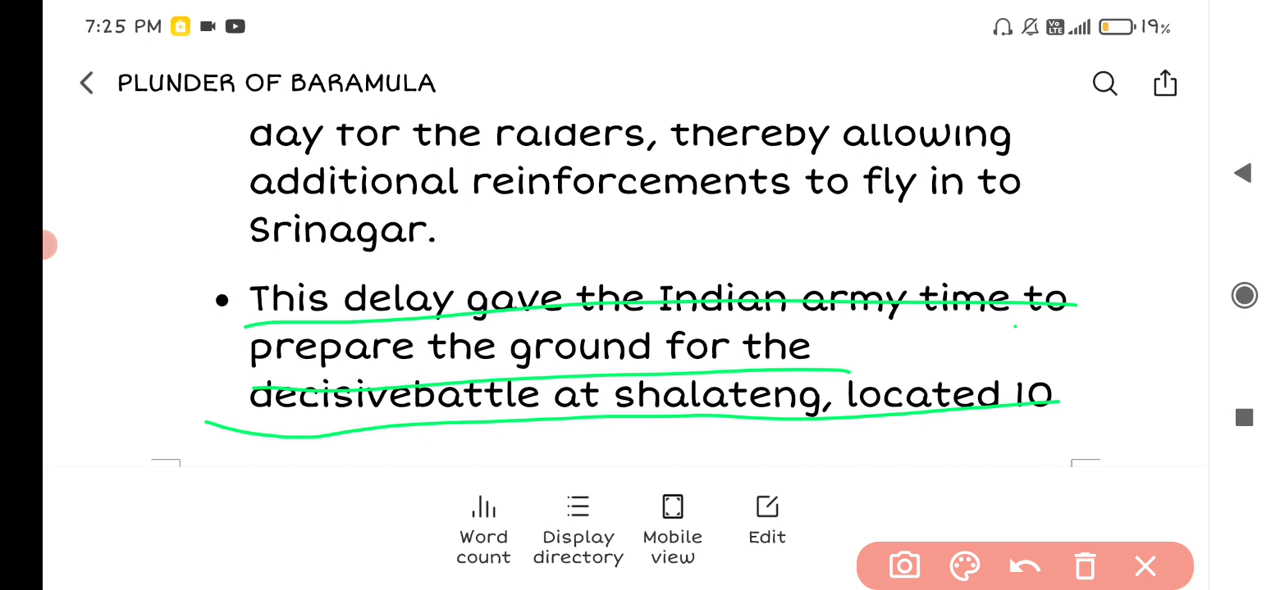 7:25 PM
Vo LTE 19%
PLUNDER OF BARAMULA
day for the raiders, thereby allowing
additional reinforcements to fly in to
Srinagar.
• This delay gave the Indian army time to
prepare the ground for the
decisivebattle at shalateng, located 10
Word count
Display directory
Mobile view
Edit